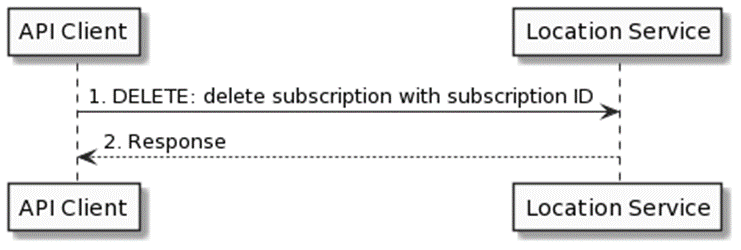 API Client
Location Service
1. DELETE: delete subscription with subscription ID
2. Response
API Client
Location Service